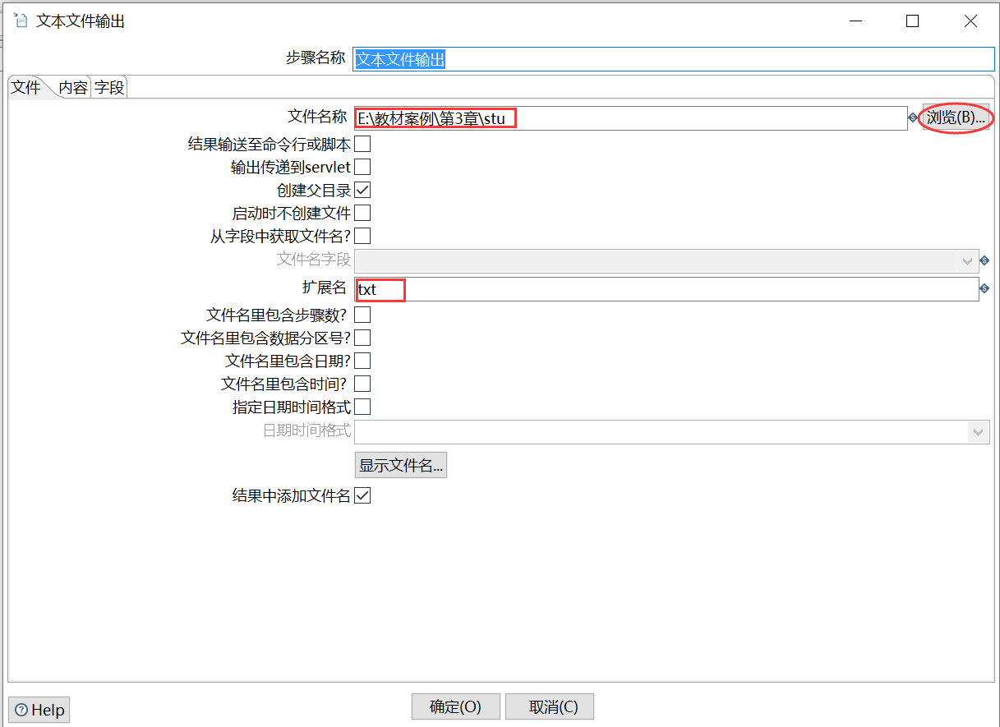 文本文件输出
步骤名称 文本文件输出
文件 内容 字段
文件名称 E:\教材案例\第3章\stu 浏览(B)...
结果输送至命令行或脚本
输出传递到servlet
创建父目录
启动时不创建文件
从字段中获取文件名?
文件名字段
扩展名 txt
文件名里包含步骤数?
文件名里包含数据分区号?
文件名里包含日期?
文件名里包含时间?
指定日期时间格式
日期时间格式
显示文件名...
结果中添加文件名
Help 确定(O) 取消(C)